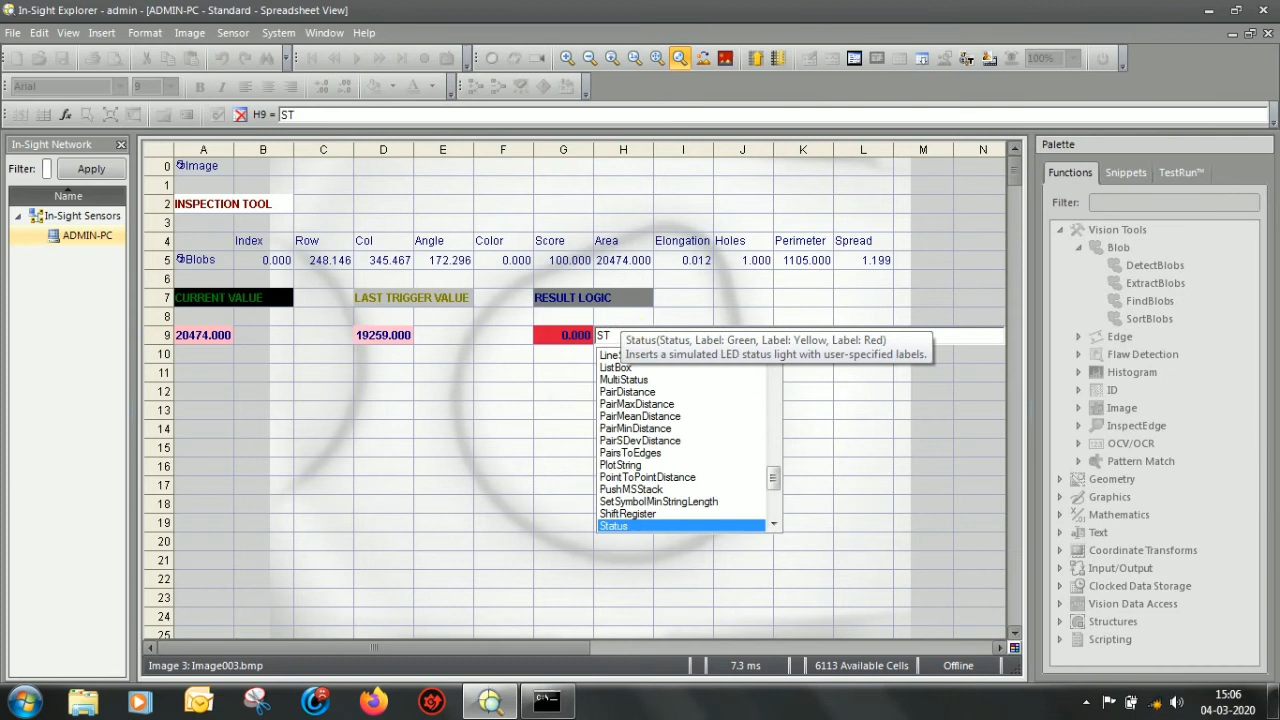 In-Sight Explorer - admin - [ADMIN-PC - Standard - Spreadsheet View]
File Edit View Insert Format Image Sensor System Window Help
100%
Arial 9
H9 = ST
In-Sight Network
Filter: Apply
Name
In-Sight Sensors
ADMIN-PC
A B C D E F G H I J K L M N
0 Image
1
2 INSPECTION TOOL
3
4 Index Row Col Angle Color Score Area Elongation Holes Perimeter Spread
5 Blobs 0.000 248.146 345.467 172.296 0.000 100.000 20474.000 0.012 1.000 1105.000 1.199
6
7 CURRENT VALUE LAST TRIGGER VALUE RESULT LOGIC
8
9 20474.000 19259.000 0.000 ST
Status(Status, Label: Green, Label: Yellow, Label: Red)
Inserts a simulated LED status light with user-specified labels.
10
11
12
13
14
15
16
17
18
19
20
21
22
23
24
25
ListBox
MultiStatus
PairDistance
PairMaxDistance
PairMeanDistance
PairMinDistance
PairSDevDistance
PairsToEdges
PlotString
PointToPointDistance
PushMSStack
SetSymbolMinStringLength
ShiftRegister
Status
Palette
Functions Snippets TestRun™
Filter:
Vision Tools
Blob
DetectBlobs
ExtractBlobs
FindBlobs
SortBlobs
Edge
Flaw Detection
Histogram
ID
Image
InspectEdge
OCV/OCR
Pattern Match
Geometry
Graphics
Mathematics
Text
Coordinate Transforms
Input/Output
Clocked Data Storage
Vision Data Access
Structures
Scripting
Image 3: Image003.bmp 7.3 ms 6113 Available Cells Offline
15:06
04-03-2020